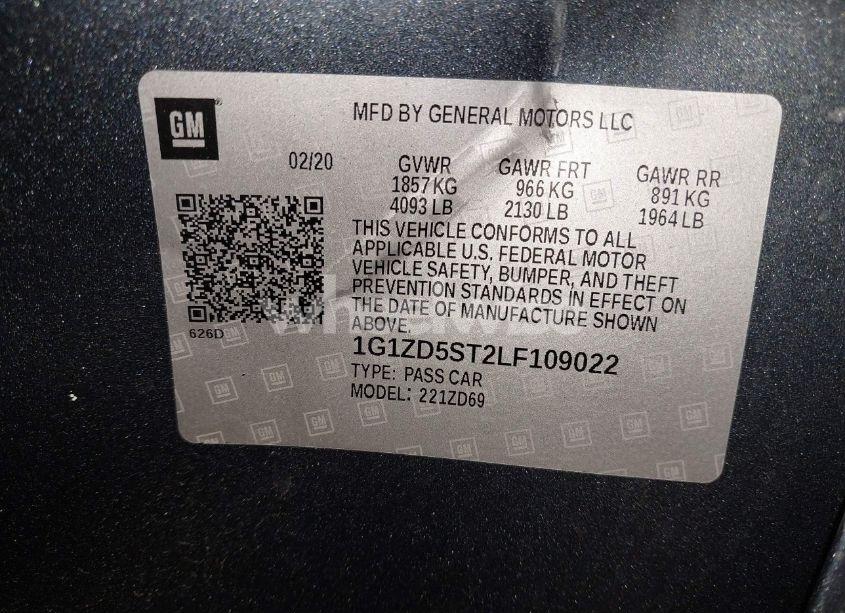 GM
MFD BY GENERAL MOTORS LLC
02/20 GVWR GAWR FRT GAWR RR
1857 KG 966 KG 891 KG
4093 LB 2130 LB 1964 LB
THIS VEHICLE CONFORMS TO ALL
APPLICABLE U.S. FEDERAL MOTOR
VEHICLE SAFETY, BUMPER, AND THEFT
PREVENTION STANDARDS IN EFFECT ON
THE DATE OF MANUFACTURE SHOWN
ABOVE.
626D
1G1ZD5ST2LF109022
TYPE: PASS CAR
MODEL: 221ZD69